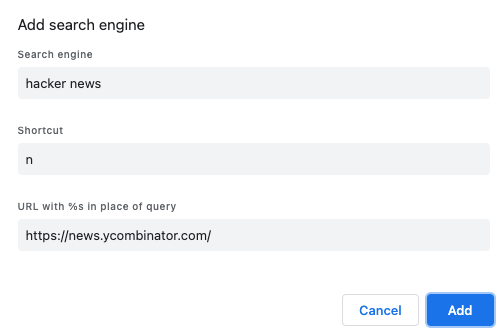 Add search engine
Search engine
hacker news
Shortcut
n
URL with %s in place of query
https://news.ycombinator.com/
Cancel Add